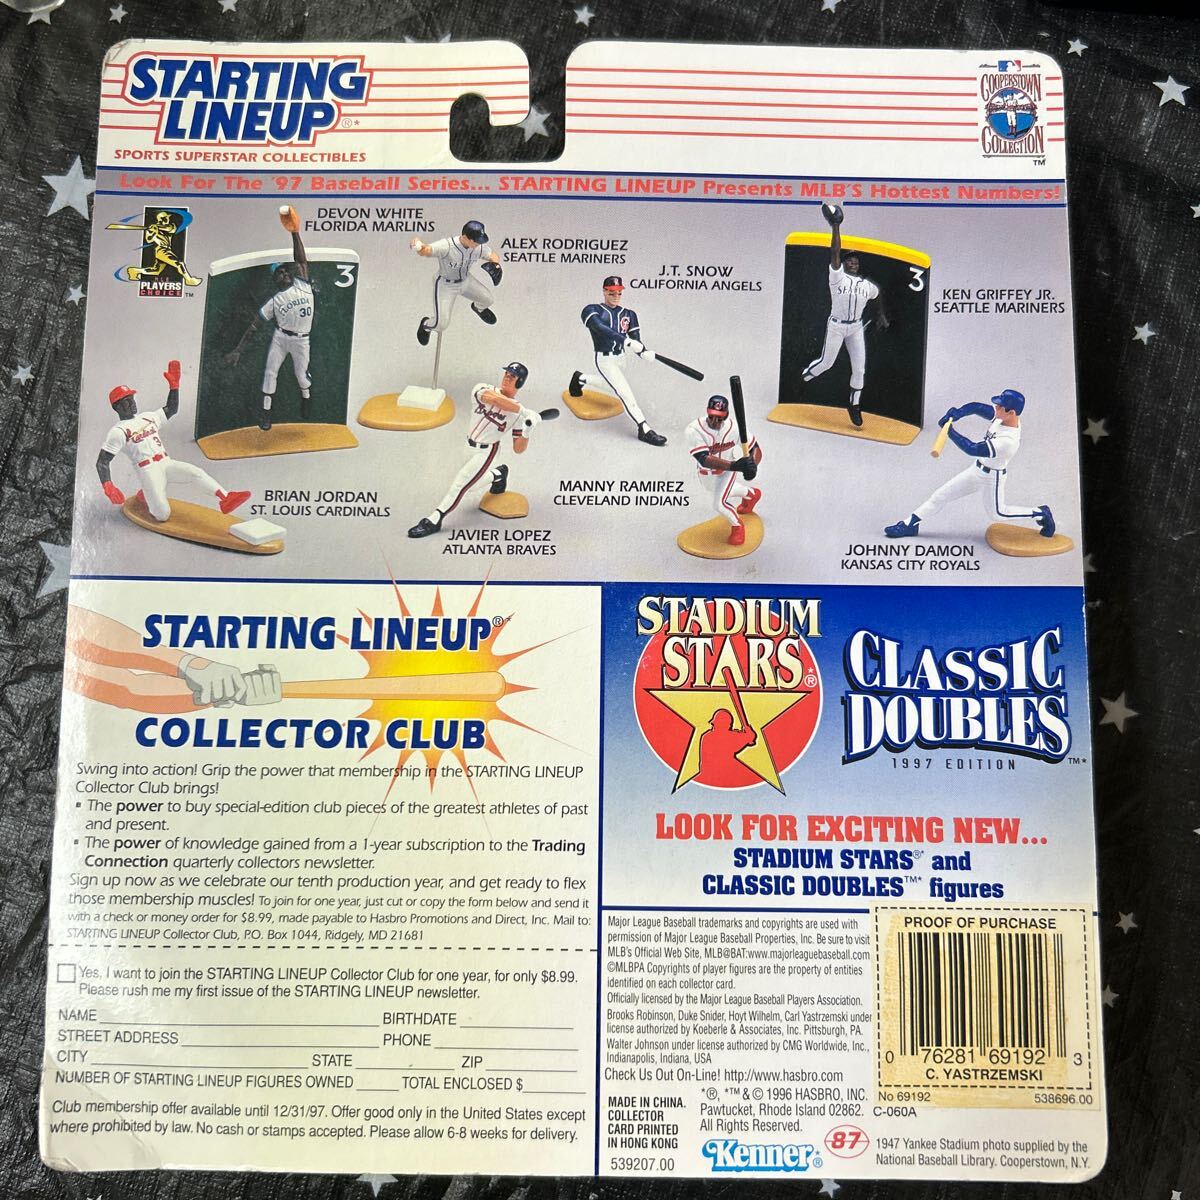 STARTING
LINEUP®*
SPORTS SUPERSTAR COLLECTIBLES
COOPERSTOWN
COLLECTION
TM
Look For The '97 Baseball Series... STARTING LINEUP Presents MLB'S Hottest Numbers!
PLAYERS
CHOICE TM
DEVON WHITE
FLORIDA MARLINS
ALEX RODRIGUEZ
SEATTLE MARINERS
J.T. SNOW
CALIFORNIA ANGELS
KEN GRIFFEY JR.
SEATTLE MARINERS
3
3
FLORIDA
30
BRIAN JORDAN
ST. LOUIS CARDINALS
JAVIER LOPEZ
ATLANTA BRAVES
MANNY RAMIREZ
CLEVELAND INDIANS
JOHNNY DAMON
KANSAS CITY ROYALS
STARTING LINEUP®*
COLLECTOR CLUB
Swing into action! Grip the power that membership in the STARTING LINEUP
Collector Club brings!
▪ The power to buy special-edition club pieces of the greatest athletes of past
and present.
▪ The power of knowledge gained from a 1-year subscription to the Trading
Connection quarterly collectors newsletter.
Sign up now as we celebrate our tenth production year, and get ready to flex
those membership muscles! To join for one year, just cut or copy the form below and send it
with a check or money order for $8.99, made payable to Hasbro Promotions and Direct, Inc. Mail to:
STARTING LINEUP Collector Club, P.O. Box 1044, Ridgely, MD 21681
Yes, I want to join the STARTING LINEUP Collector Club for one year, for only $8.99.
Please rush me my first issue of the STARTING LINEUP newsletter.
NAME BIRTHDATE
STREET ADDRESS PHONE
CITY STATE ZIP
NUMBER OF STARTING LINEUP FIGURES OWNED TOTAL ENCLOSED $
Club membership offer available until 12/31/97. Offer good only in the United States except
where prohibited by law. No cash or stamps accepted. Please allow 6-8 weeks for delivery.
STADIUM
STARS®
CLASSIC
DOUBLES™*
1997 EDITION
LOOK FOR EXCITING NEW...
STADIUM STARS®* and
CLASSIC DOUBLES™* figures
Major League Baseball trademarks and copyrights are used with
permission of Major League Baseball Properties, Inc. Be sure to visit
MLB's Official Web Site, MLB@BAT:www.majorleaguebaseball.com
©MLBPA Copyrights of player figures are the property of entities
identified on each collector card.
Officially licensed by the Major League Baseball Players Association.
Brooks Robinson, Duke Snider, Hoyt Wilhelm, Carl Yastrzemski under
license authorized by Koeberle & Associates, Inc. Pittsburgh, PA.
Walter Johnson under license authorized by CMG Worldwide, Inc.,
Indianapolis, Indiana, USA
Check Us Out On-Line! http://www.hasbro.com
MADE IN CHINA.
COLLECTOR
CARD PRINTED
IN HONG KONG
539207.00
*®, *™ & © 1996 HASBRO, INC.
Pawtucket, Rhode Island 02862.
All Rights Reserved.
Kenner®
87
PROOF OF PURCHASE
0 76281 69192 3
C. YASTRZEMSKI
No 69192 538696.00
C-060A
1947 Yankee Stadium photo supplied by the
National Baseball Library. Cooperstown, N.Y.